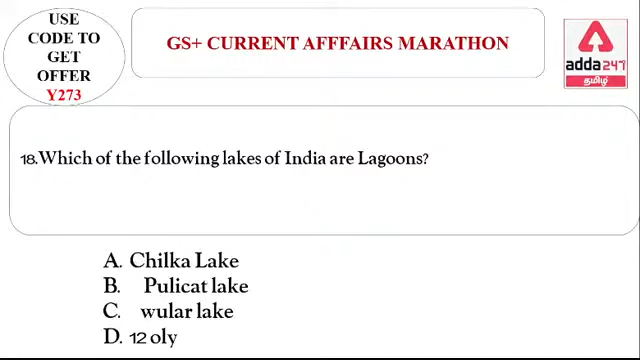 USE
CODE TO
GET
OFFER
Y273
GS+ CURRENT AFFFAIRS MARATHON
adda247
தமிழ்
18.Which of the following lakes of India are Lagoons?
A. Chilka Lake
B. Pulicat lake
C. wular lake
D. 12 oly